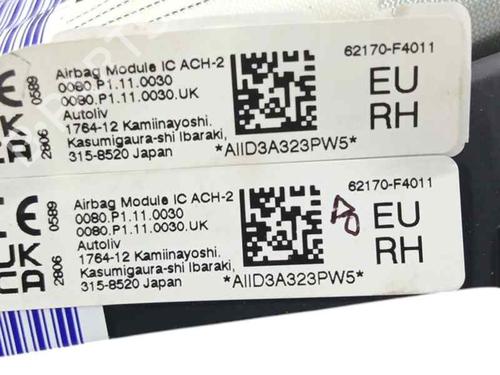 0589
UK
CA
2806
Airbag Module IC ACH-2
0080.P1.11.0030
0080.P1.11.0030.UK
Autoliv
1764-12 Kamiinayoshi.
Kasumigaura-shi Ibaraki,
315-8520 Japan
62170-F4011
EU
RH
*AIID3A323PW5*
CE
0589
UK
CA
2806
Airbag Module IC ACH-2
0080.P1.11.0030
0080.P1.11.0030.UK
Autoliv
1764-12 Kamiinayoshi.
Kasumigaura-shi Ibaraki,
315-8520 Japan
62170-F4011
EU
RH
*AIID3A323PW5*